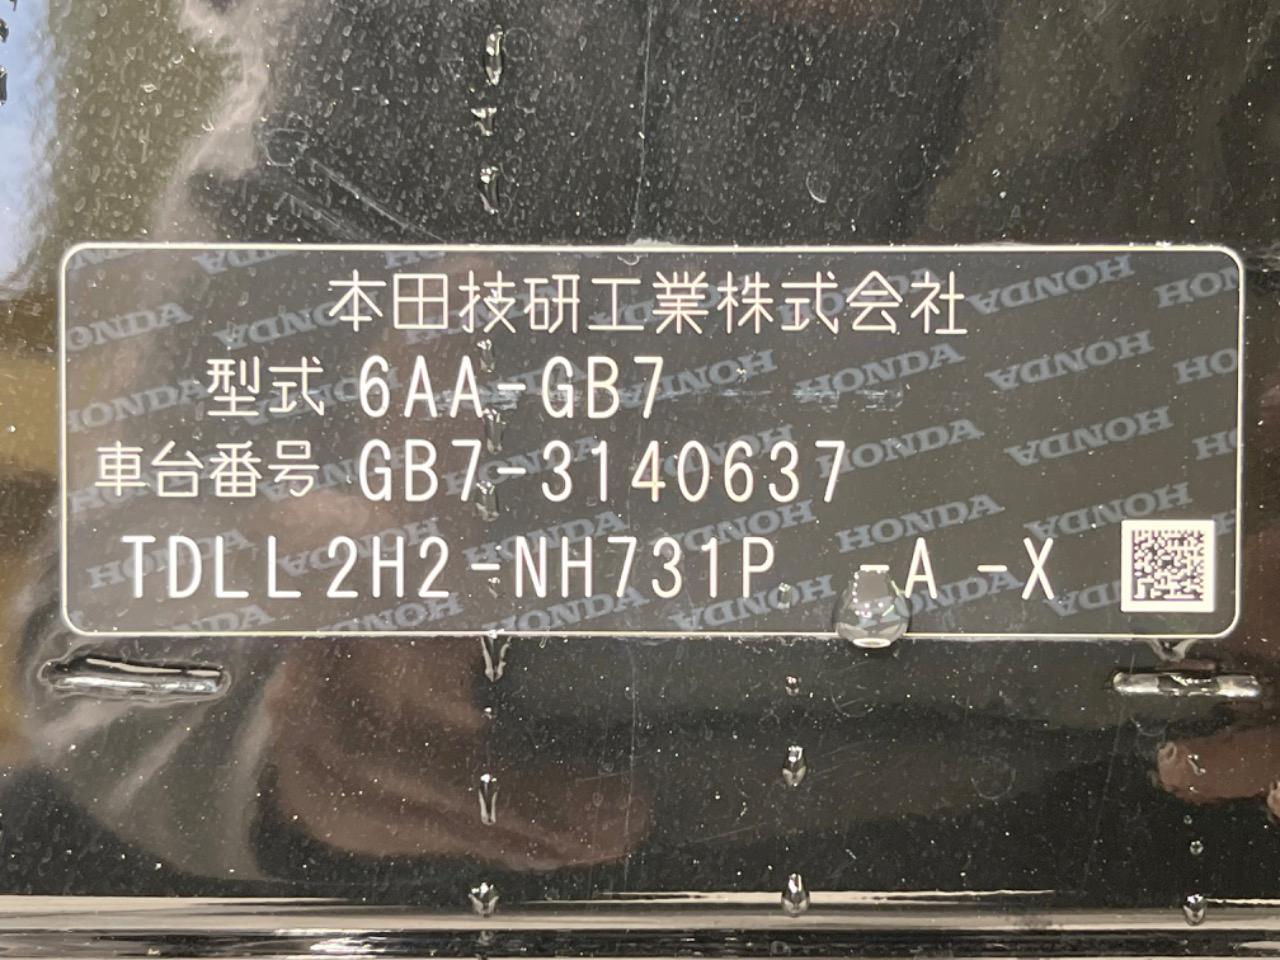 本田技研工業株式会社
型式 6AA-GB7
車台番号 GB7-3140637
TDLL2H2-NH731P -A -X